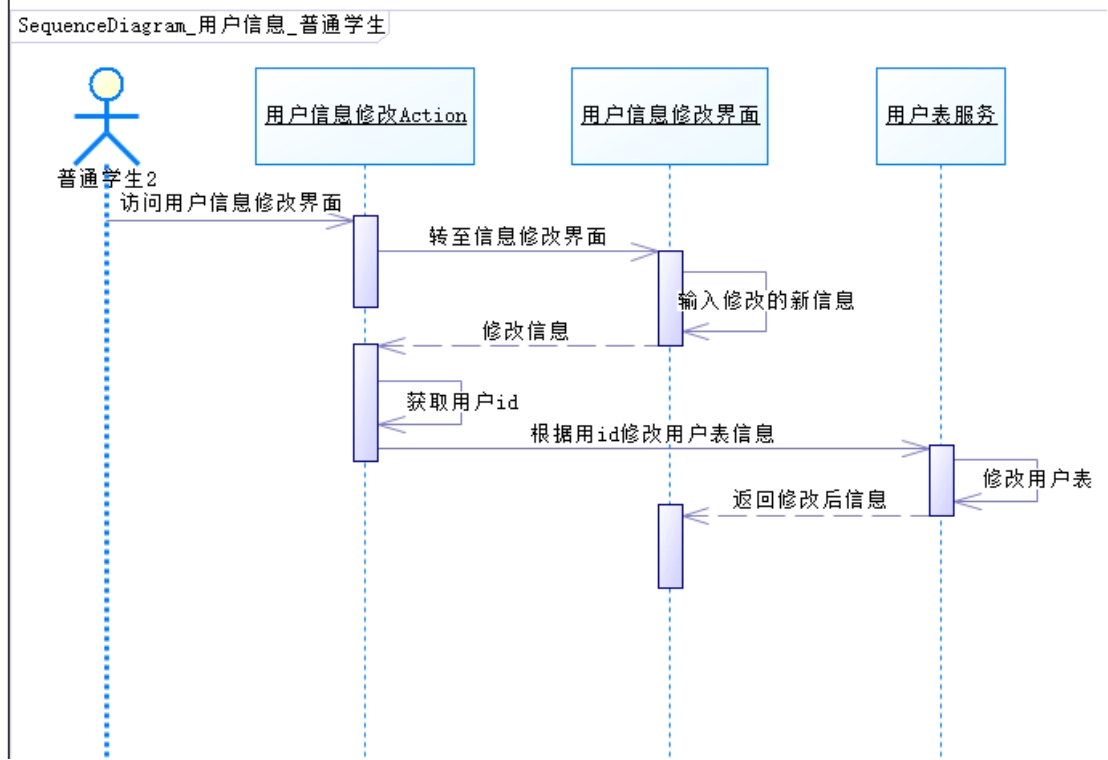 SequenceDiagram_用户信息_普通学生
用户信息修改Action
用户信息修改界面
用户表服务
普通学生2
访问用户信息修改界面
转至信息修改界面
输入修改的新信息
修改信息
获取用户id
根据用id修改用户表信息
修改用户表
返回修改后信息